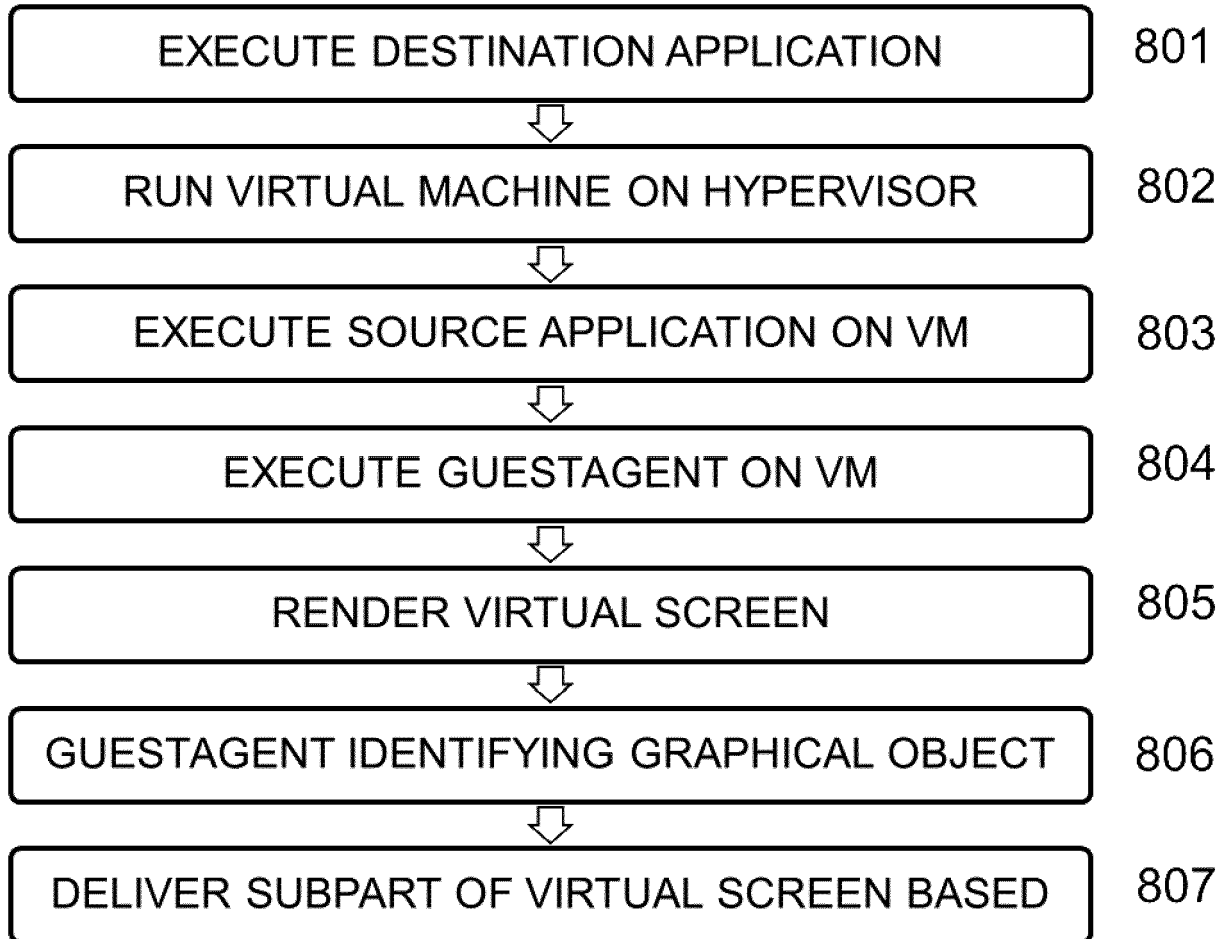 EXECUTE DESTINATION APPLICATION 801
RUN VIRTUAL MACHINE ON HYPERVISOR 802
EXECUTE SOURCE APPLICATION ON VM 803
EXECUTE GUESTAGENT ON VM 804
RENDER VIRTUAL SCREEN 805
GUESTAGENT IDENTIFYING GRAPHICAL OBJECT 806
DELIVER SUBPART OF VIRTUAL SCREEN BASED 807